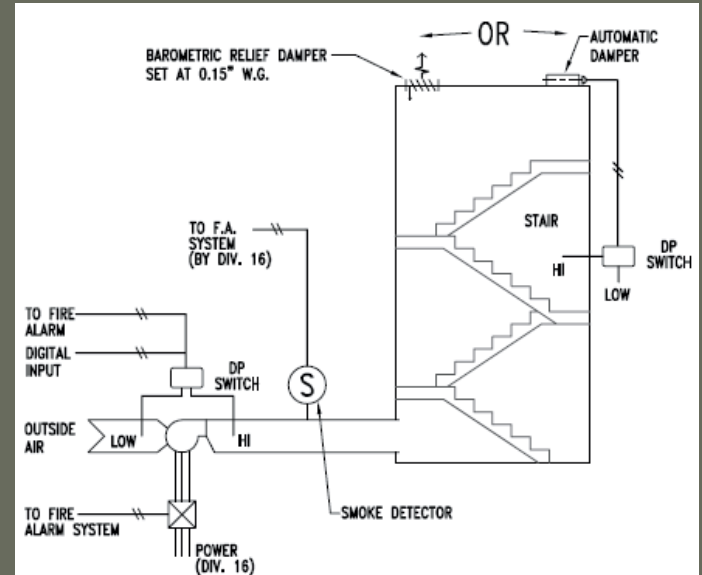 OR
AUTOMATIC
DAMPER
BAROMETRIC RELIEF DAMPER
SET AT 0.15" W.G.
TO F.A.
SYSTEM
(BY DIV. 16)
STAIR
HI
DP
SWITCH
LOW
TO FIRE
ALARM
DIGITAL
INPUT
DP
SWITCH
S
OUTSIDE
AIR
LOW
HI
SMOKE DETECTOR
TO FIRE
ALARM SYSTEM
POWER
(DIV. 16)